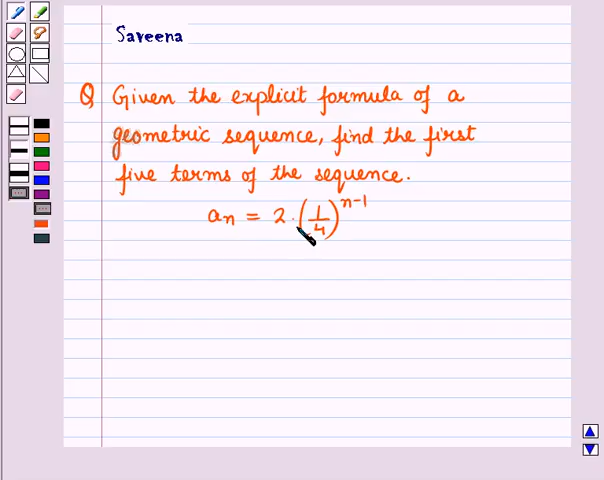 Saveena
Q Given the explicit formula of a
geometric sequence, find the first
five terms of the sequence.
aₙ = 2 · (1/4)ⁿ⁻¹